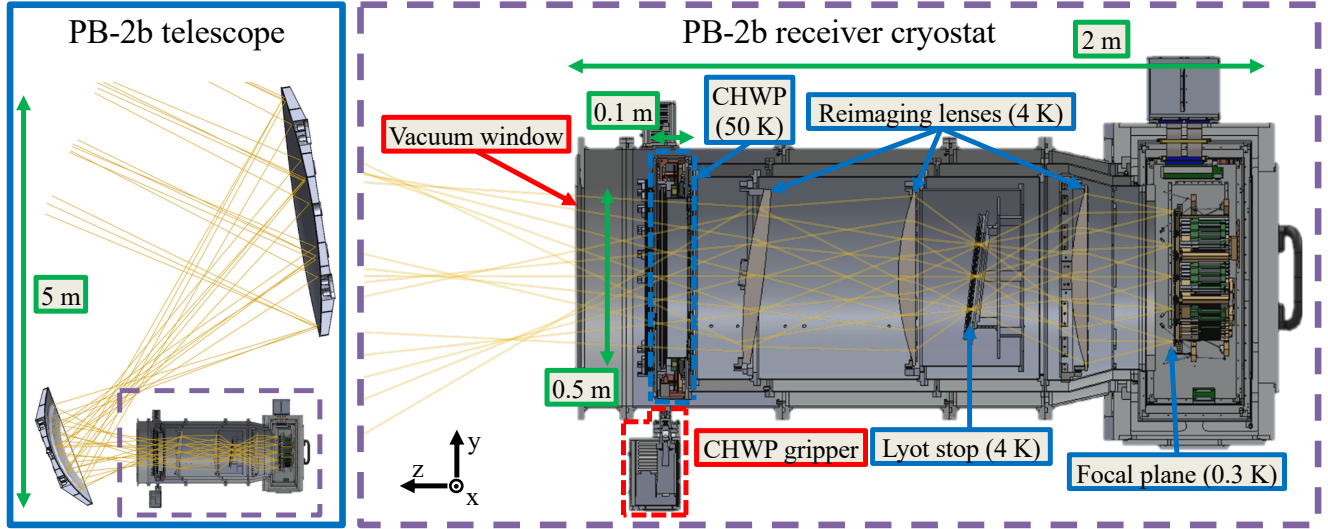 PB-2b telescope
5 m
PB-2b receiver cryostat
2 m
0.1 m
CHWP
(50 K)
Reimaging lenses (4 K)
Vacuum window
0.5 m
CHWP gripper
Lyot stop (4 K)
Focal plane (0.3 K)
y
z
x